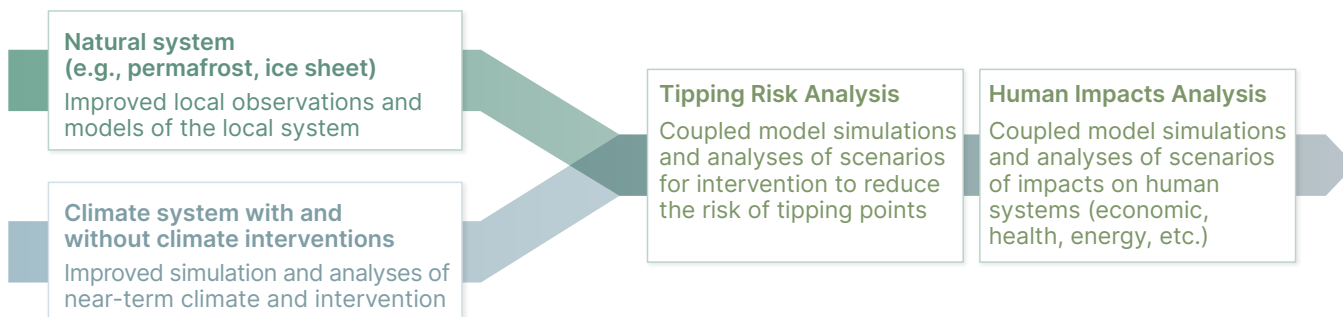 Natural system
(e.g., permafrost, ice sheet)
Improved local observations and
models of the local system
Climate system with and
without climate interventions
Improved simulation and analyses of
near-term climate and intervention
Tipping Risk Analysis
Coupled model simulations
and analyses of scenarios
for intervention to reduce
the risk of tipping points
Human Impacts Analysis
Coupled model simulations
and analyses of scenarios
of impacts on human
systems (economic,
health, energy, etc.)